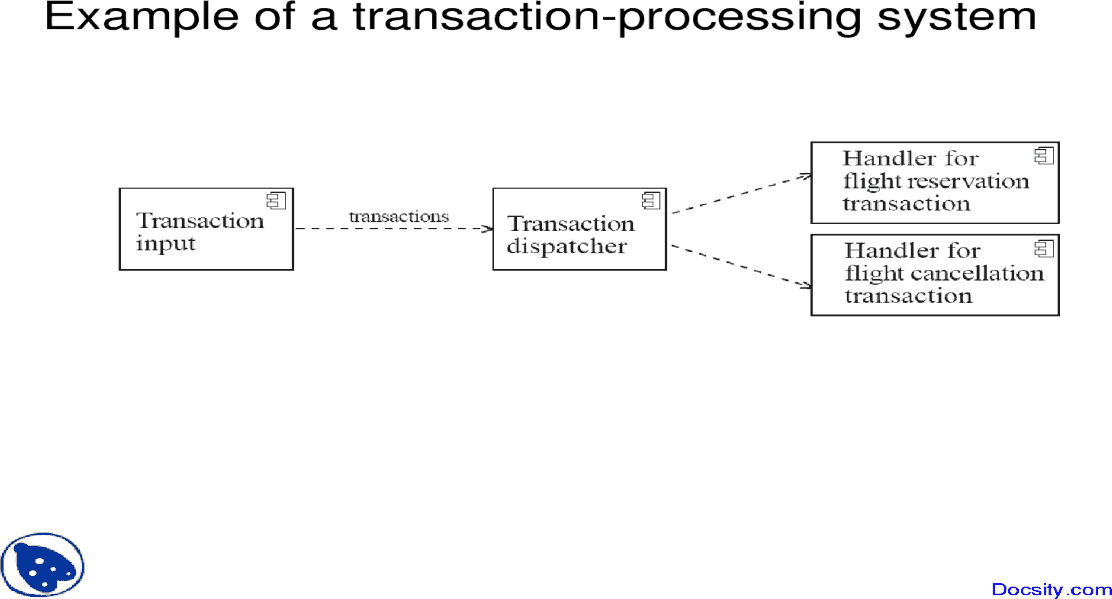 Example of a transaction-processing system
Transaction
input
transactions
Transaction
dispatcher
Handler for
flight reservation
transaction
Handler for
flight cancellation
transaction
Docsity.com